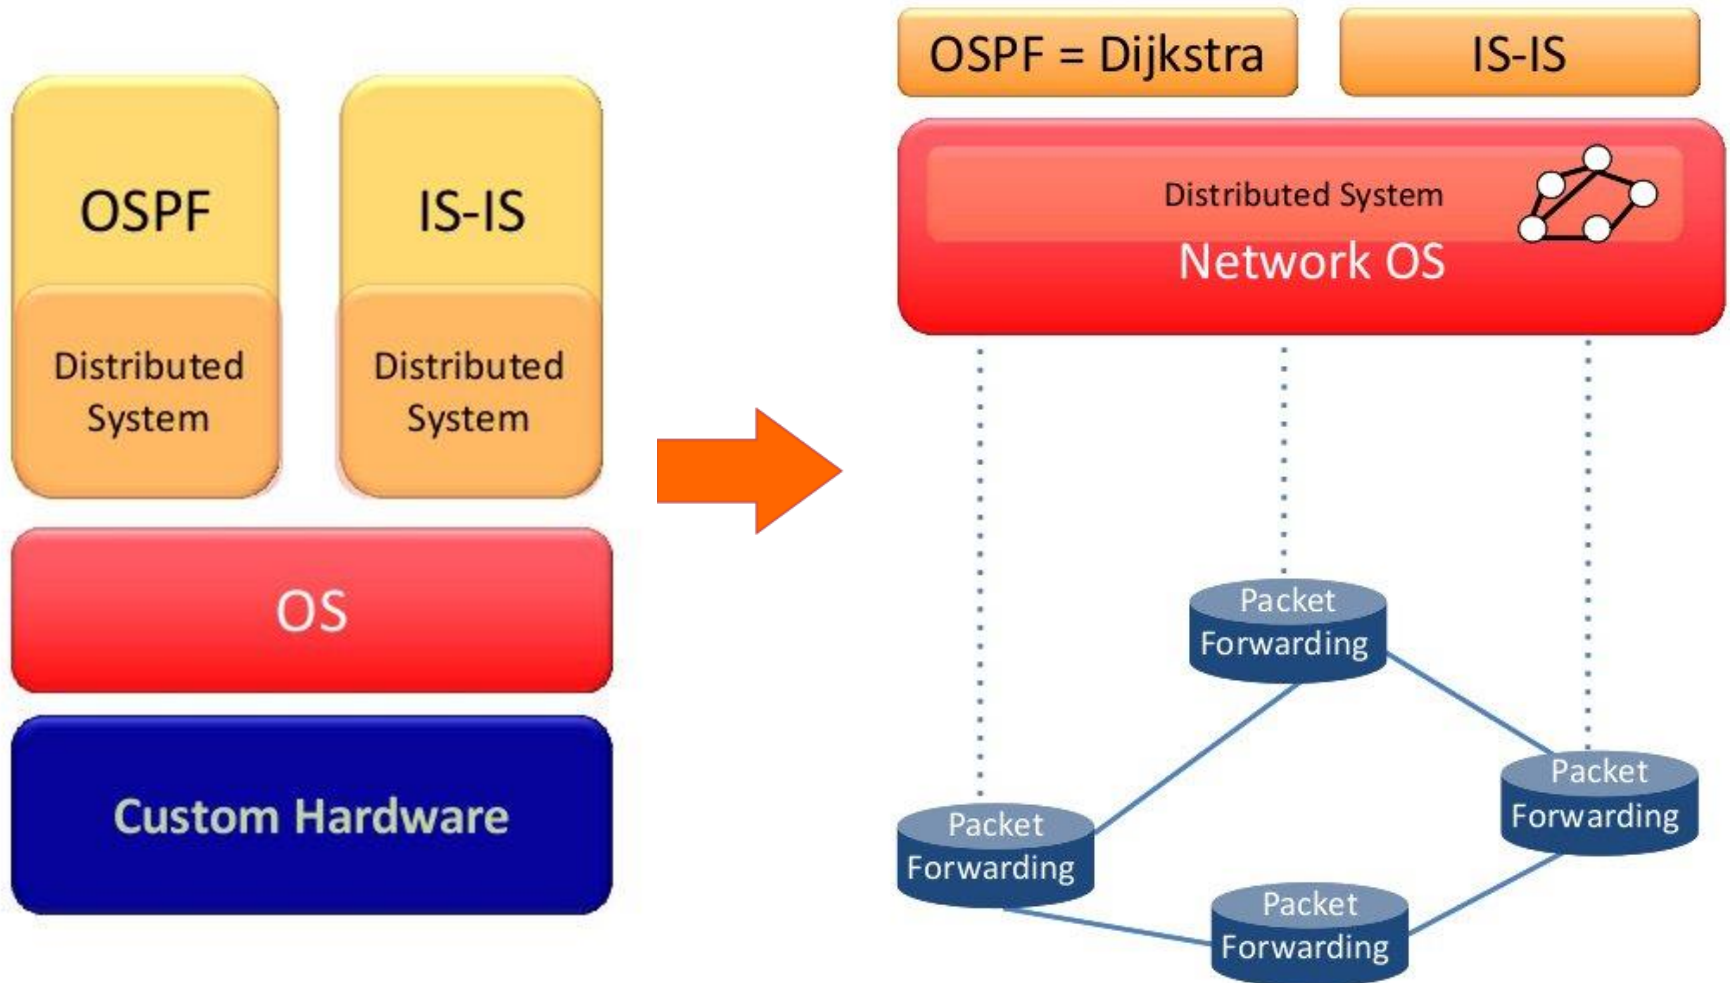 OSPF
IS-IS
Distributed
System
Distributed
System
OS
Custom Hardware
OSPF = Dijkstra
IS-IS
Distributed System
Network OS
Packet
Forwarding
Packet
Forwarding
Packet
Forwarding
Packet
Forwarding